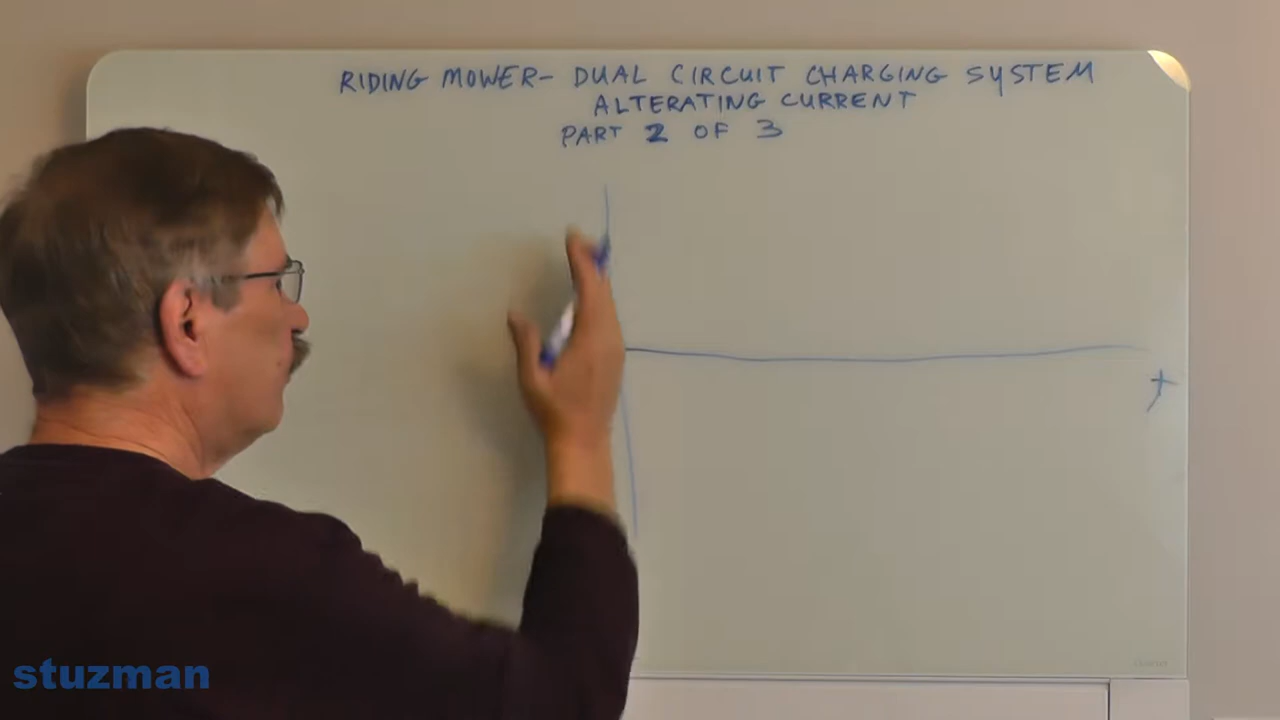 RIDING MOWER- DUAL CIRCUIT CHARGING SYSTEM
ALTERATING CURRENT
PART 2 OF 3
t
stuzman